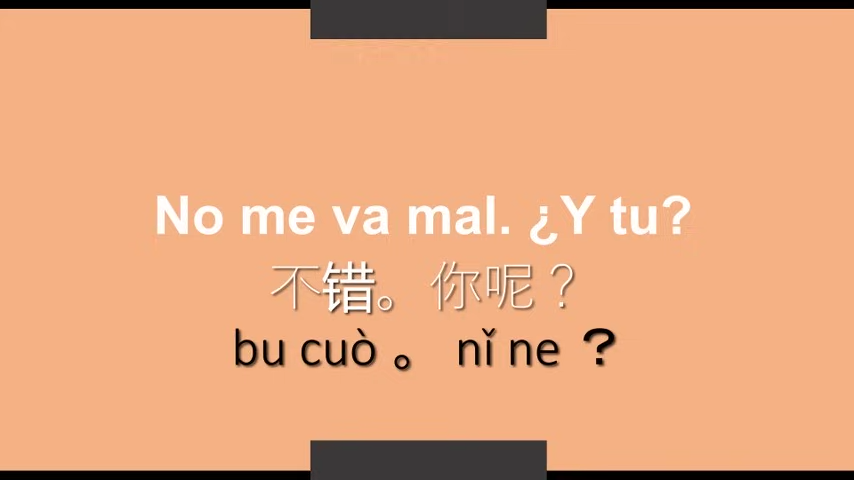 No me va mal. ¿Y tu?
不错。你呢？
bu cuò 。 nǐ ne ？